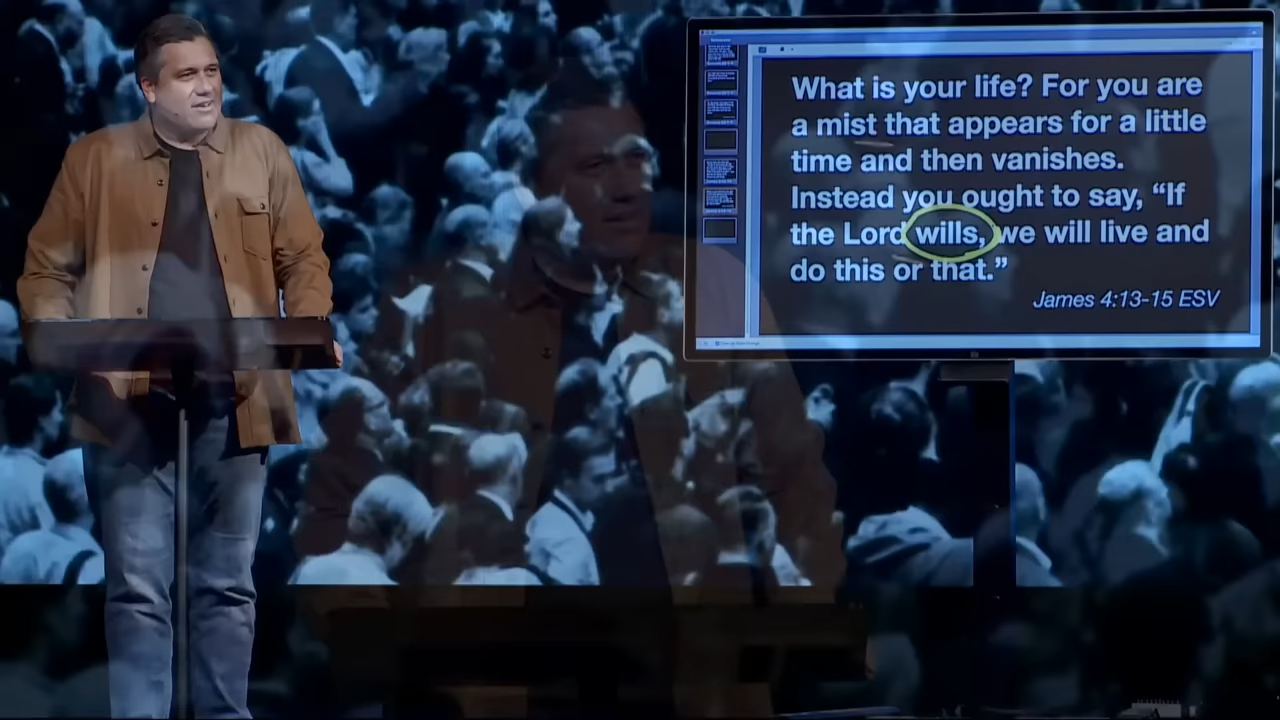 What is your life? For you are
a mist that appears for a little
time and then vanishes.
Instead you ought to say, “If
the Lord wills, we will live and
do this or that.”
James 4:13-15 ESV